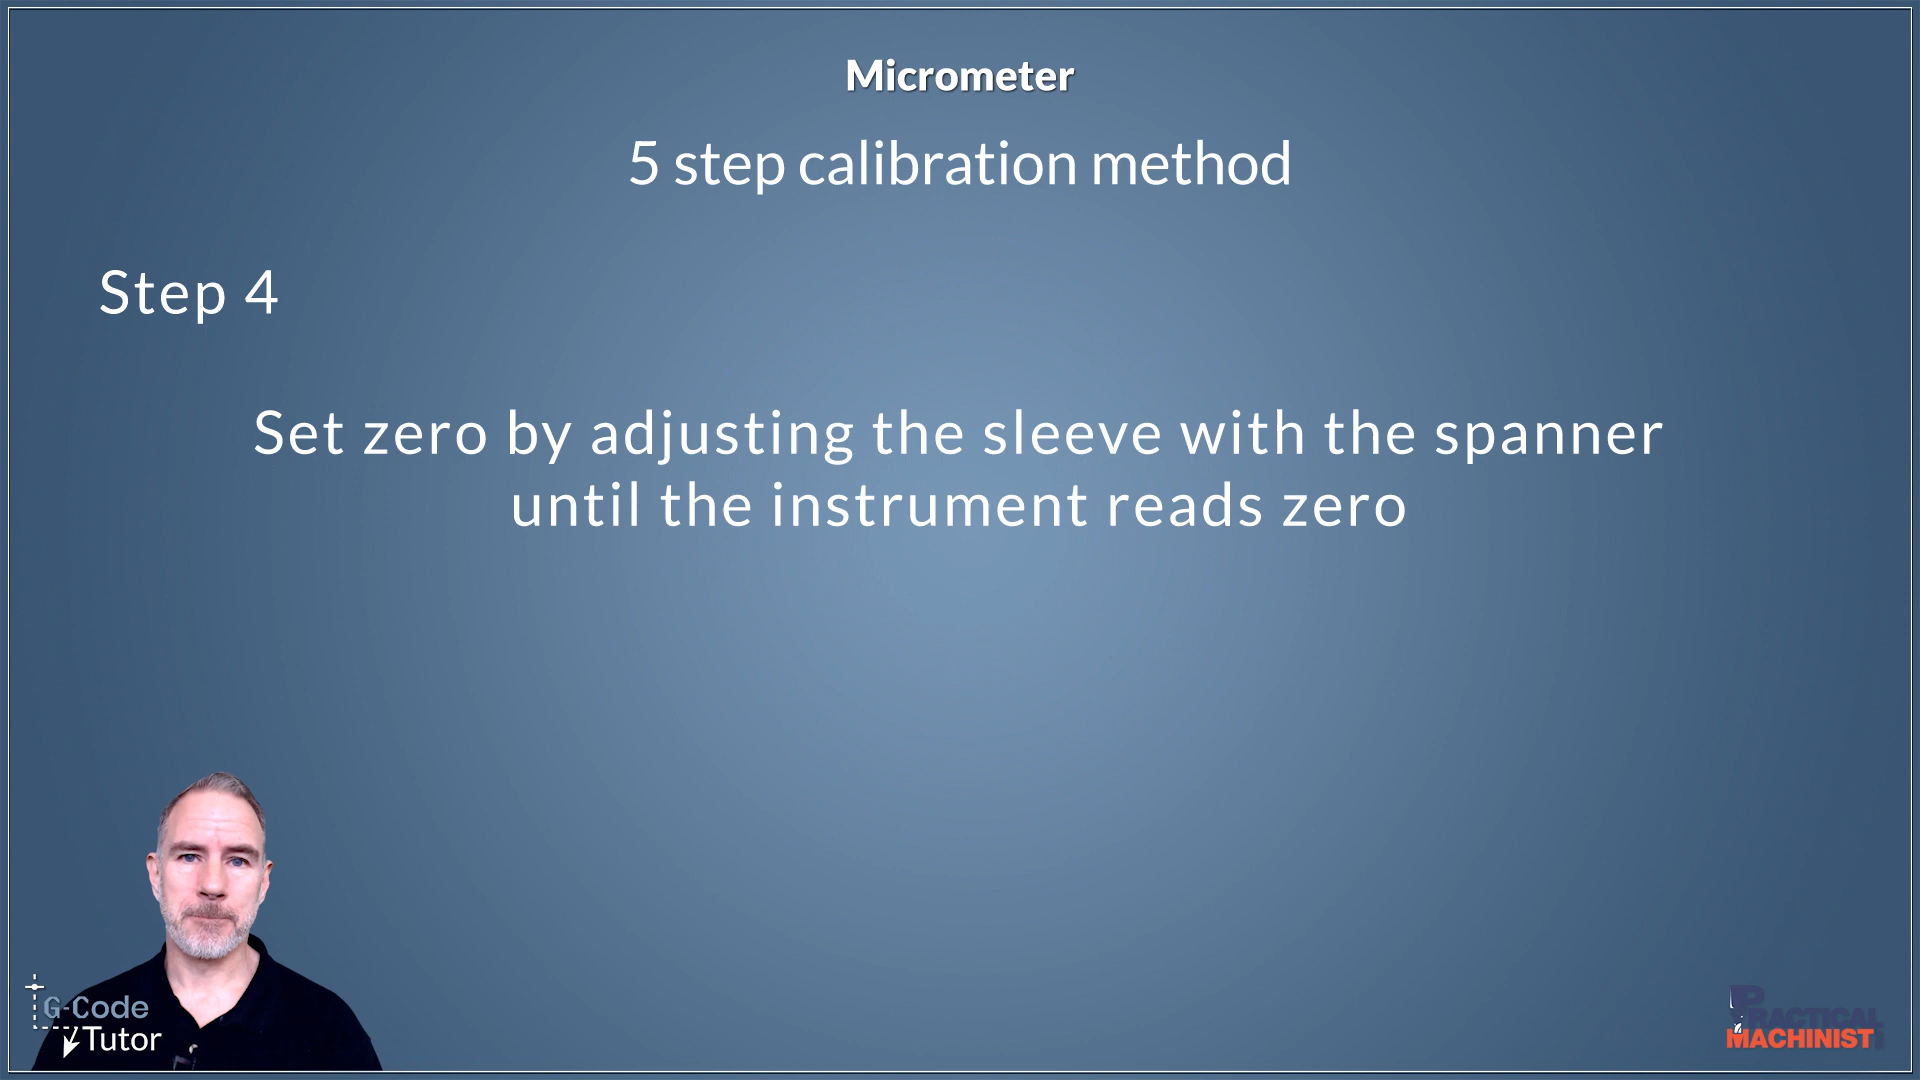 Micrometer
5 step calibration method
Step 4
Set zero by adjusting the sleeve with the spanner
until the instrument reads zero
G-Code
Tutor
PRACTICAL
MACHINIST